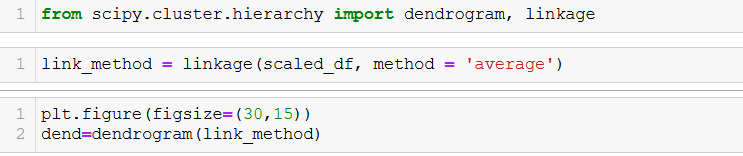 1 from scipy.cluster.hierarchy import dendrogram, linkage
1 link_method = linkage(scaled_df, method = 'average')
1 plt.figure(figsize=(30,15))
2 dend=dendrogram(link_method)